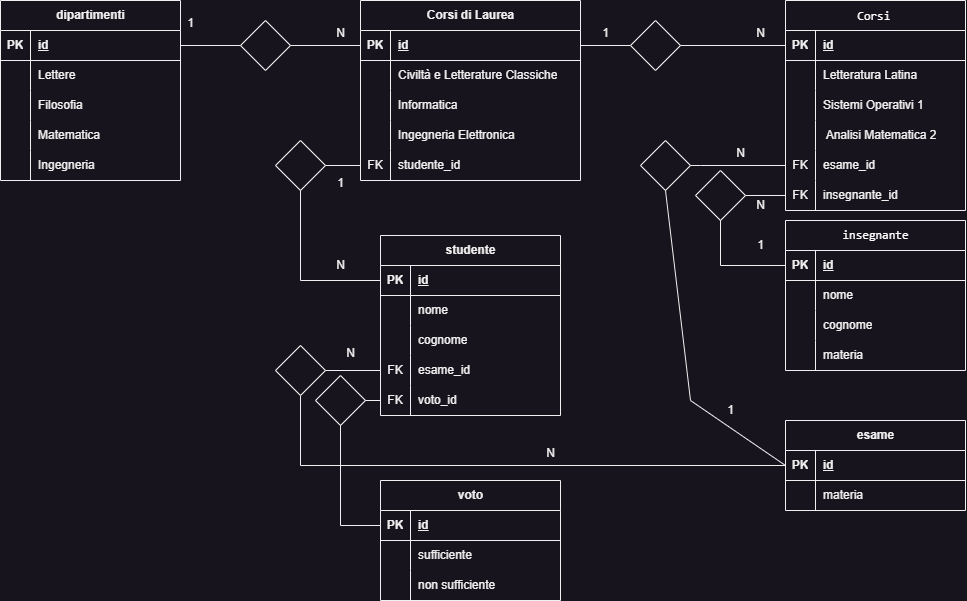 dipartimenti
PK id
Lettere
Filosofia
Matematica
Ingegneria
1
N
Corsi di Laurea
PK id
Civiltà e Letterature Classiche
Informatica
Ingegneria Elettronica
FK studente_id
1
N
Corsi
PK id
Letteratura Latina
Sistemi Operativi 1
Analisi Matematica 2
FK esame_id
FK insegnante_id
N
N
1
1
N
insegnante
PK id
nome
cognome
materia
studente
PK id
nome
cognome
FK esame_id
FK voto_id
N
1
N
esame
PK id
materia
voto
PK id
sufficiente
non sufficiente